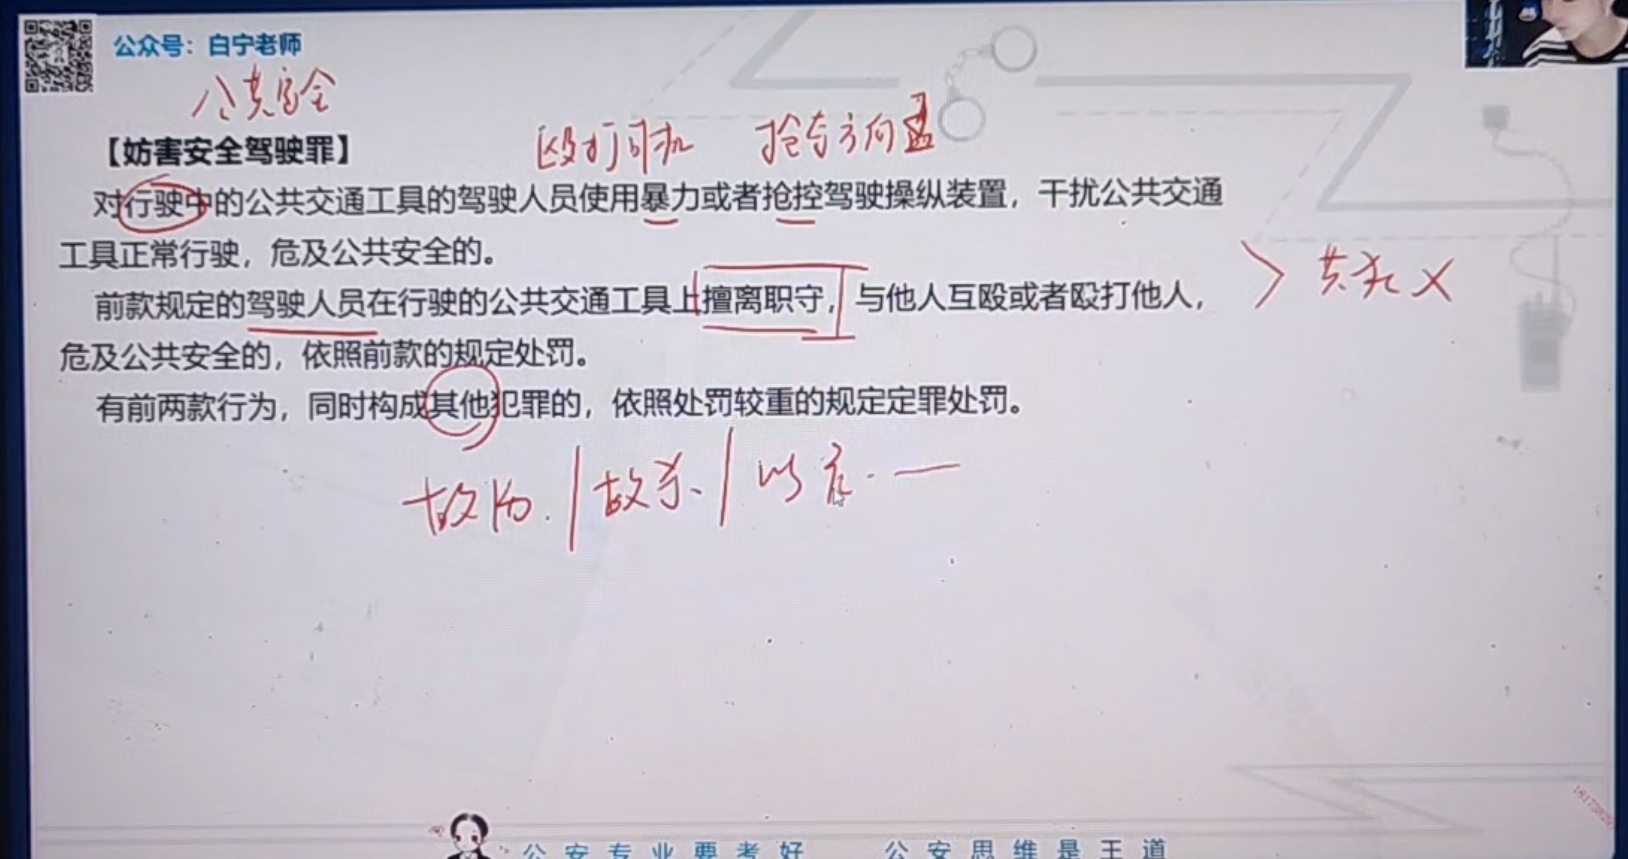 公众号：白宁老师
公共安全
殴打司机 抢夺方向盘
【妨害安全驾驶罪】
对行驶中的公共交通工具的驾驶人员使用暴力或者抢控驾驶操纵装置，干扰公共交通
工具正常行驶，危及公共安全的。
前款规定的驾驶人员在行驶的公共交通工具上擅离职守，与他人互殴或者殴打他人，
危及公共安全的，依照前款的规定处罚。
共犯 ×
有前两款行为，同时构成其他犯罪的，依照处罚较重的规定定罪处罚。
故伤. 故杀、 以危
公安专业要考好 公安思维是王道